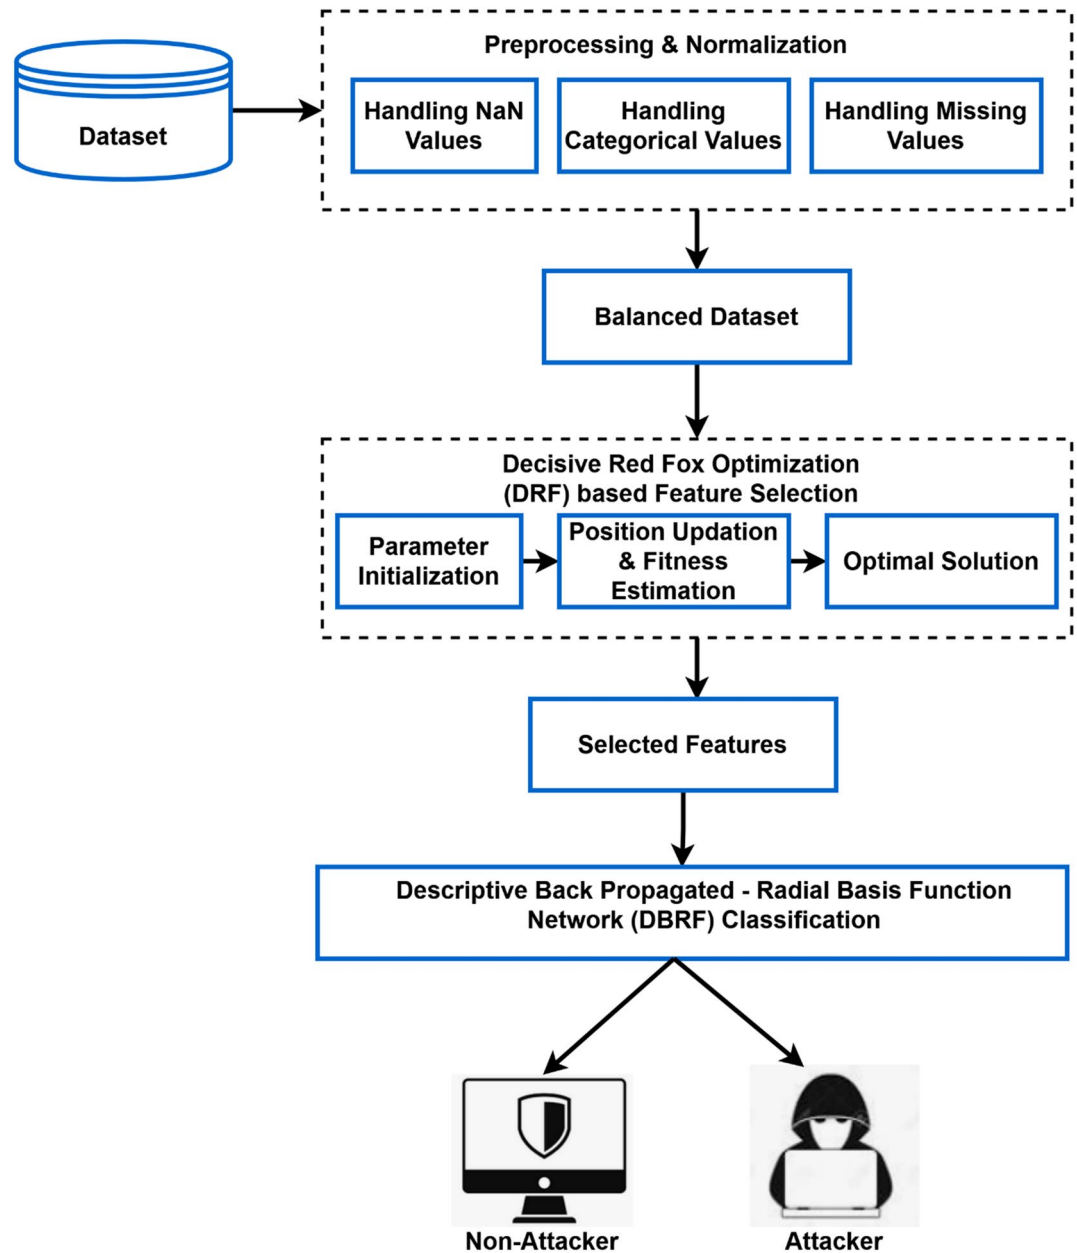 Dataset
Preprocessing & Normalization
Handling NaN
Values
Handling
Categorical Values
Handling Missing
Values
Balanced Dataset
Decisive Red Fox Optimization
(DRF) based Feature Selection
Parameter
Initialization
Position Updation
& Fitness
Estimation
Optimal Solution
Selected Features
Descriptive Back Propagated - Radial Basis Function
Network (DBRF) Classification
Non-Attacker
Attacker